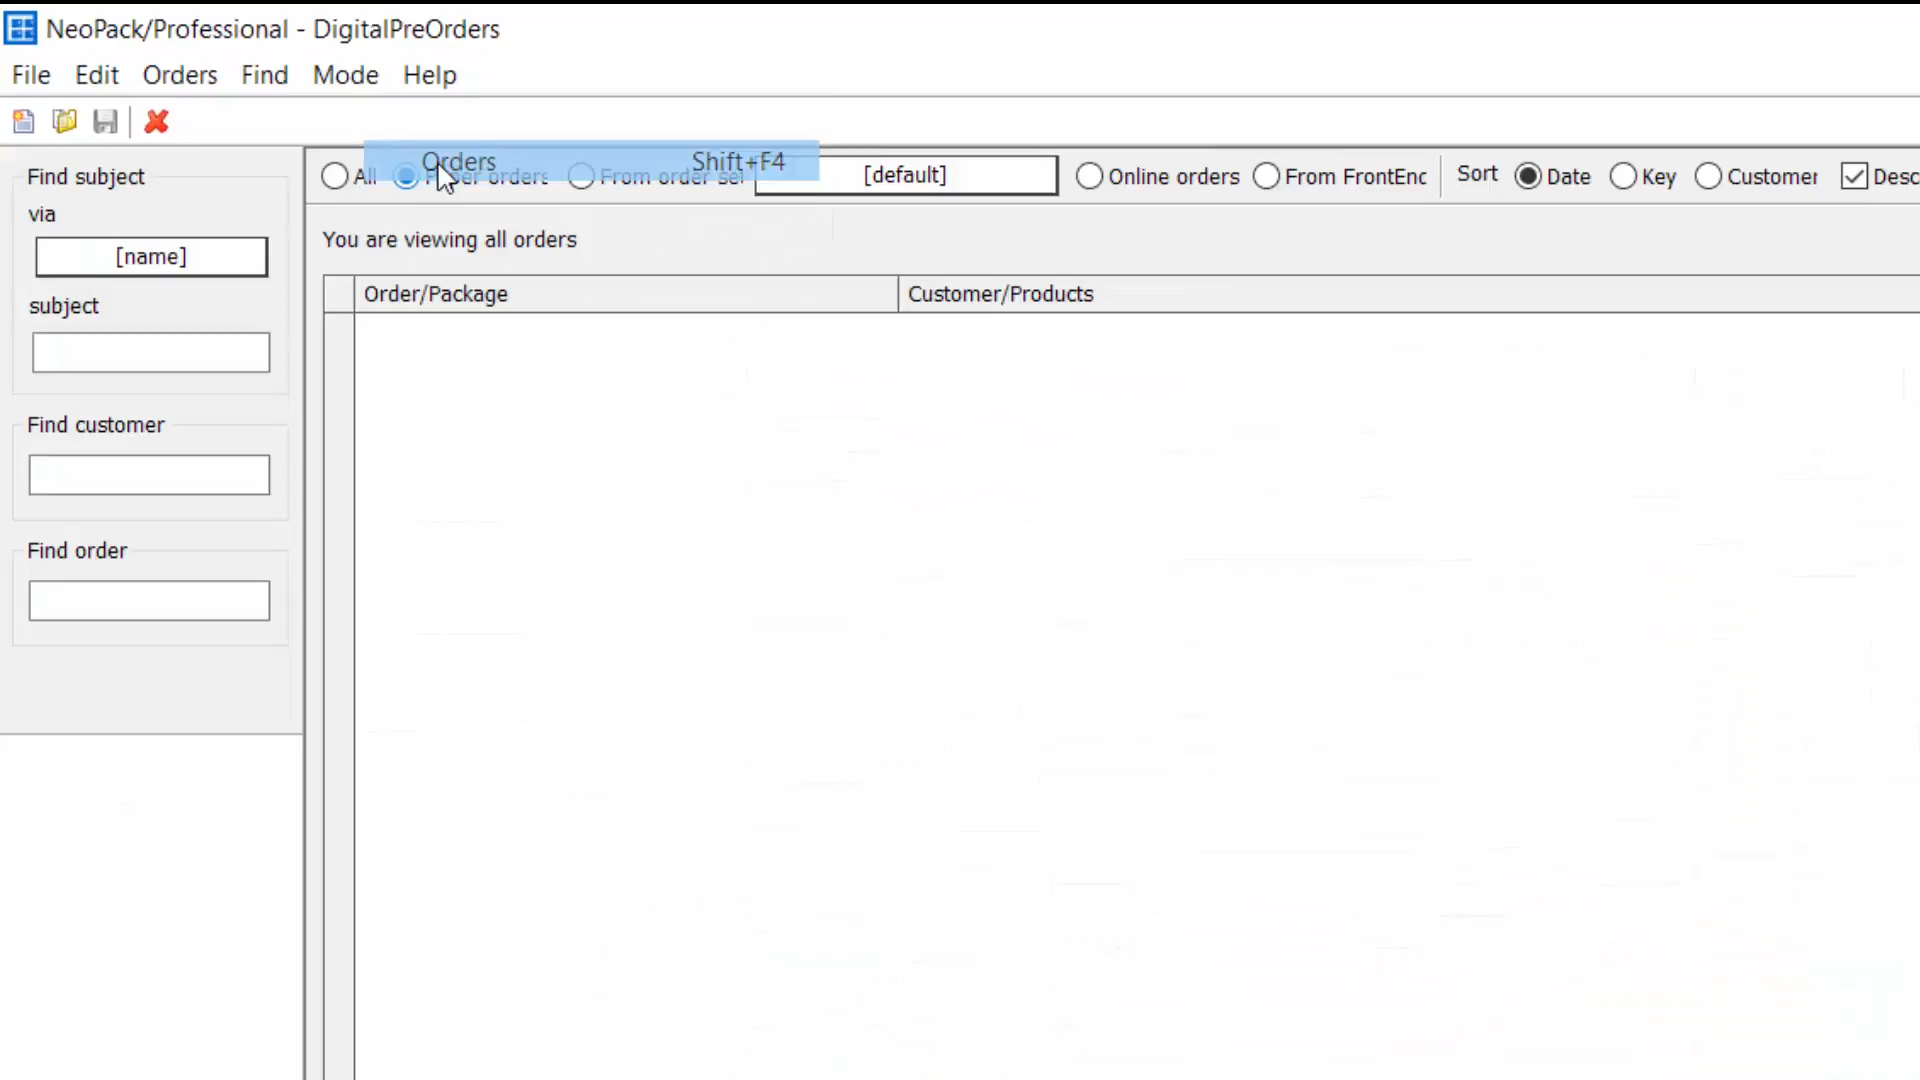 NeoPack/Professional - DigitalPreOrders
File Edit Orders Find Mode Help
Orders Shift+F4
All orders From order [default] Online orders From FrontEnd Sort Date Key Customer Desc
Find subject
via
[name]
subject
Find customer
Find order
You are viewing all orders
Order/Package Customer/Products